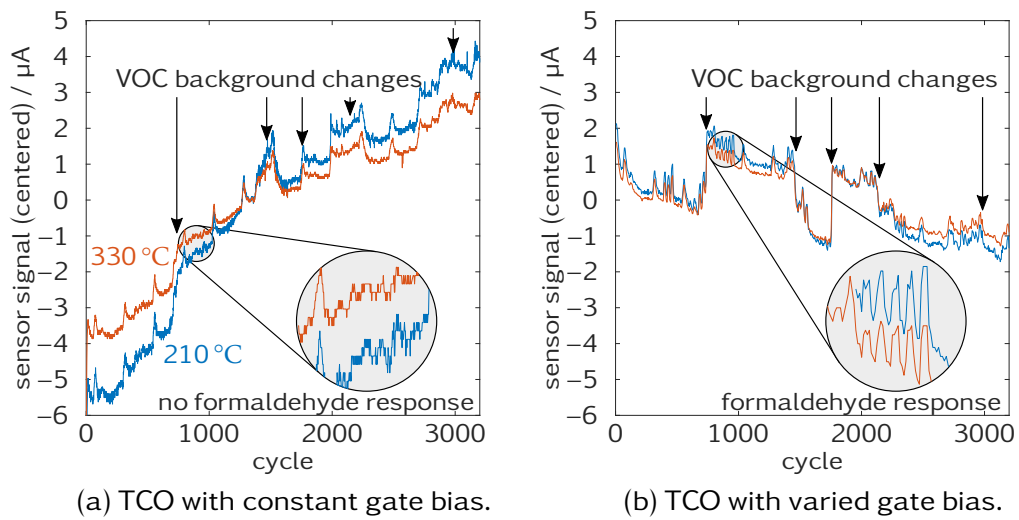 sensor signal (centered) / µA
5
4
3
2
1
0
−1
−2
−3
−4
−5
−6
VOC background changes
330 °C
210 °C
no formaldehyde response
0 1000 2000 3000
cycle
(a) TCO with constant gate bias.
sensor signal (centered) / µA
5
4
3
2
1
0
−1
−2
−3
−4
−5
−6
VOC background changes
formaldehyde response
0 1000 2000 3000
cycle
(b) TCO with varied gate bias.